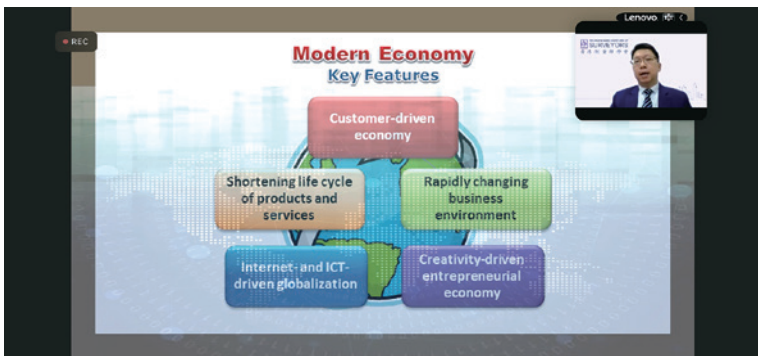 Lenovo
REC
SURVEYORS
Modern Economy
Key Features
Customer-driven
economy
Shortening life cycle
of products and
services
Rapidly changing
business
environment
Internet- and ICT-
driven globalization
Creativity-driven
entrepreneurial
economy